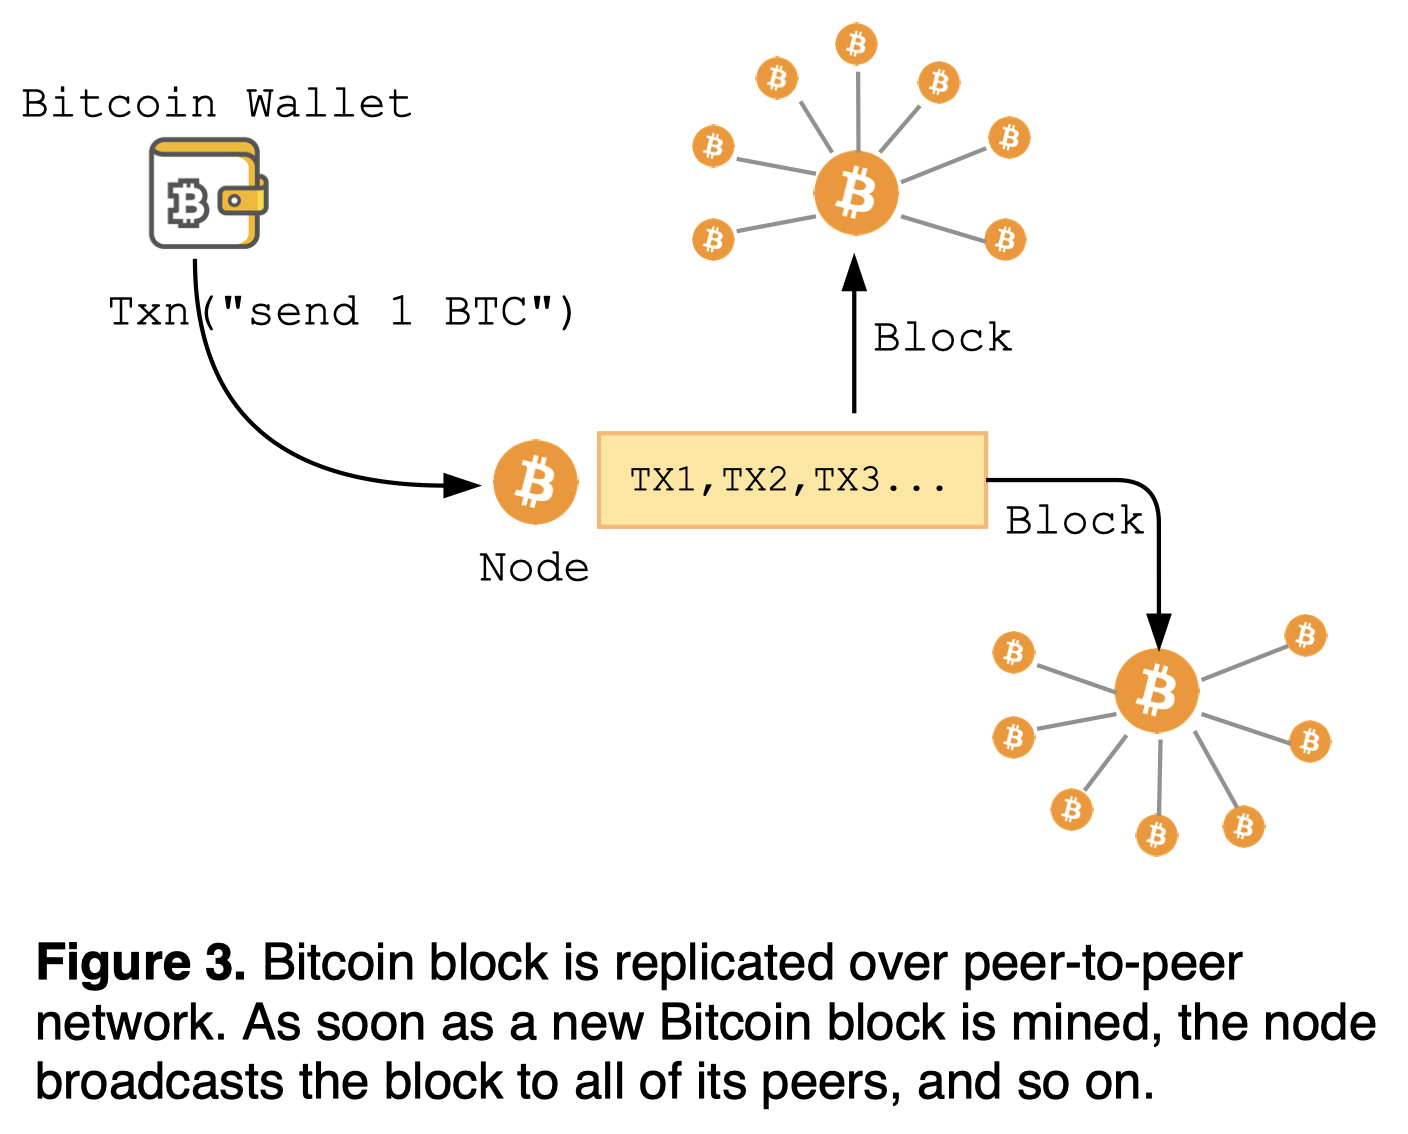 Bitcoin Wallet
Txn("send 1 BTC")
Block
TX1,TX2,TX3...
Block
Node
Figure 3. Bitcoin block is replicated over peer-to-peer
network. As soon as a new Bitcoin block is mined, the node
broadcasts the block to all of its peers, and so on.